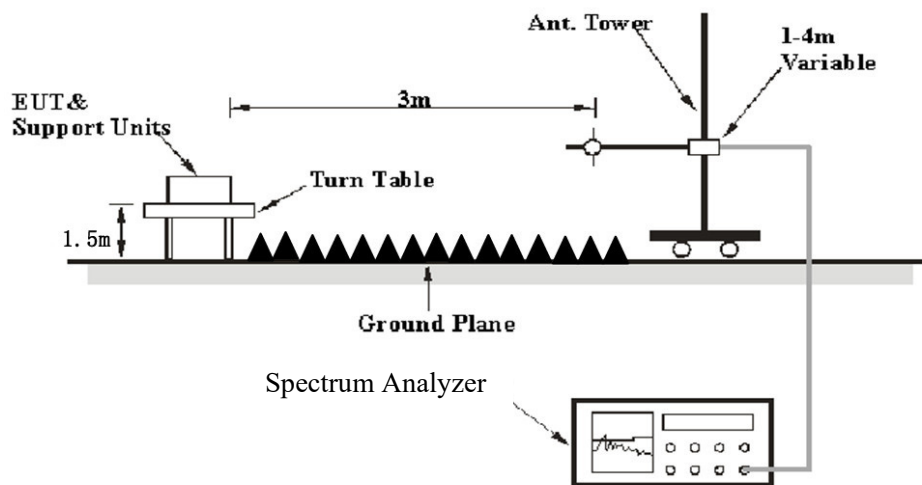 Ant. Tower
1-4m
Variable
EUT&
Support Units
3m
Turn Table
1.5m
Ground Plane
Spectrum Analyzer